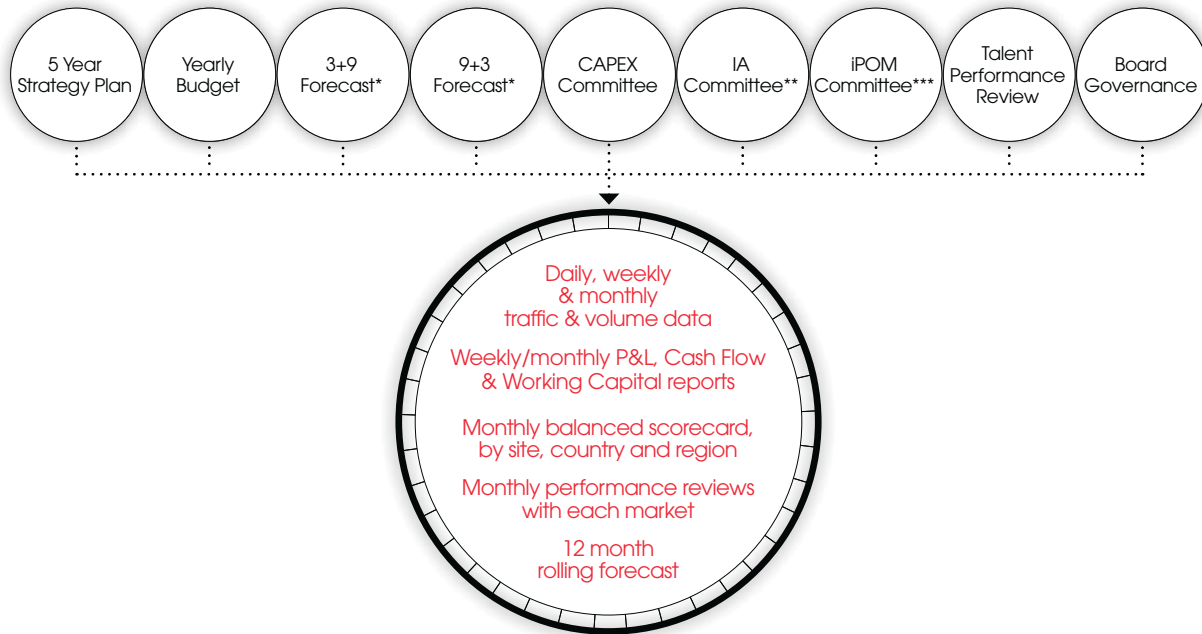 5 Year
Strategy Plan
Yearly
Budget
3+9
Forecast*
9+3
Forecast*
CAPEX
Committee
IA
Committee**
iPOM
Committee***
Talent
Performance
Review
Board
Governance
Daily, weekly
& monthly
traffic & volume data
Weekly/monthly P&L, Cash Flow
& Working Capital reports
Monthly balanced scorecard,
by site, country and region
Monthly performance reviews
with each market
12 month
rolling forecast